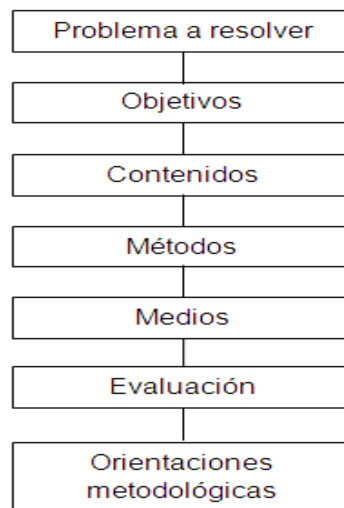 Problema a resolver
Objetivos
Contenidos
Métodos
Medios
Evaluación
Orientaciones
metodológicas